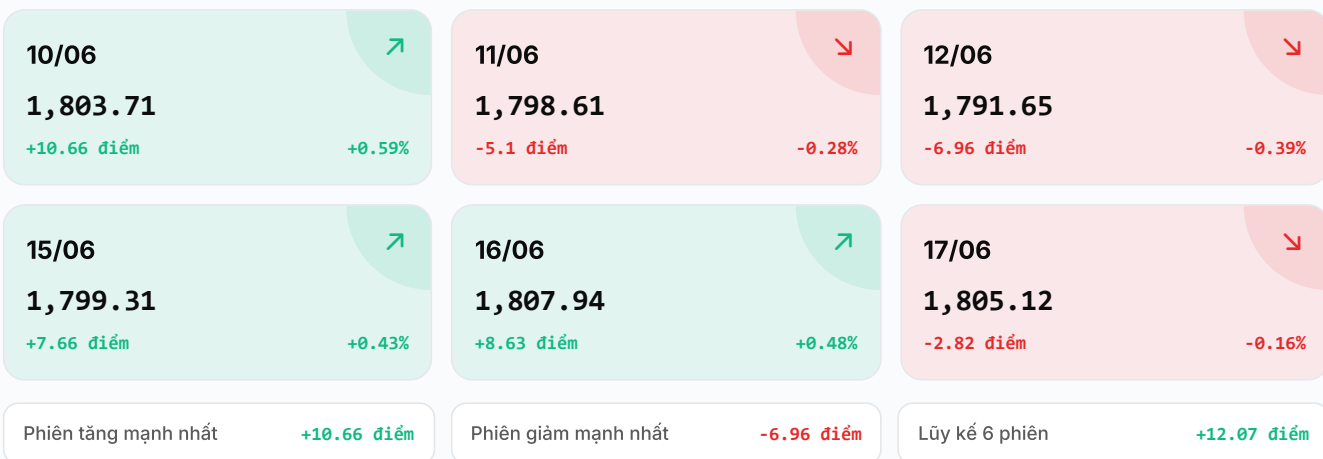 10/06
1,803.71
+10.66 điểm +0.59%
11/06
1,798.61
-5.1 điểm -0.28%
12/06
1,791.65
-6.96 điểm -0.39%
15/06
1,799.31
+7.66 điểm +0.43%
16/06
1,807.94
+8.63 điểm +0.48%
17/06
1,805.12
-2.82 điểm -0.16%
Phiên tăng mạnh nhất +10.66 điểm
Phiên giảm mạnh nhất -6.96 điểm
Lũy kế 6 phiên +12.07 điểm